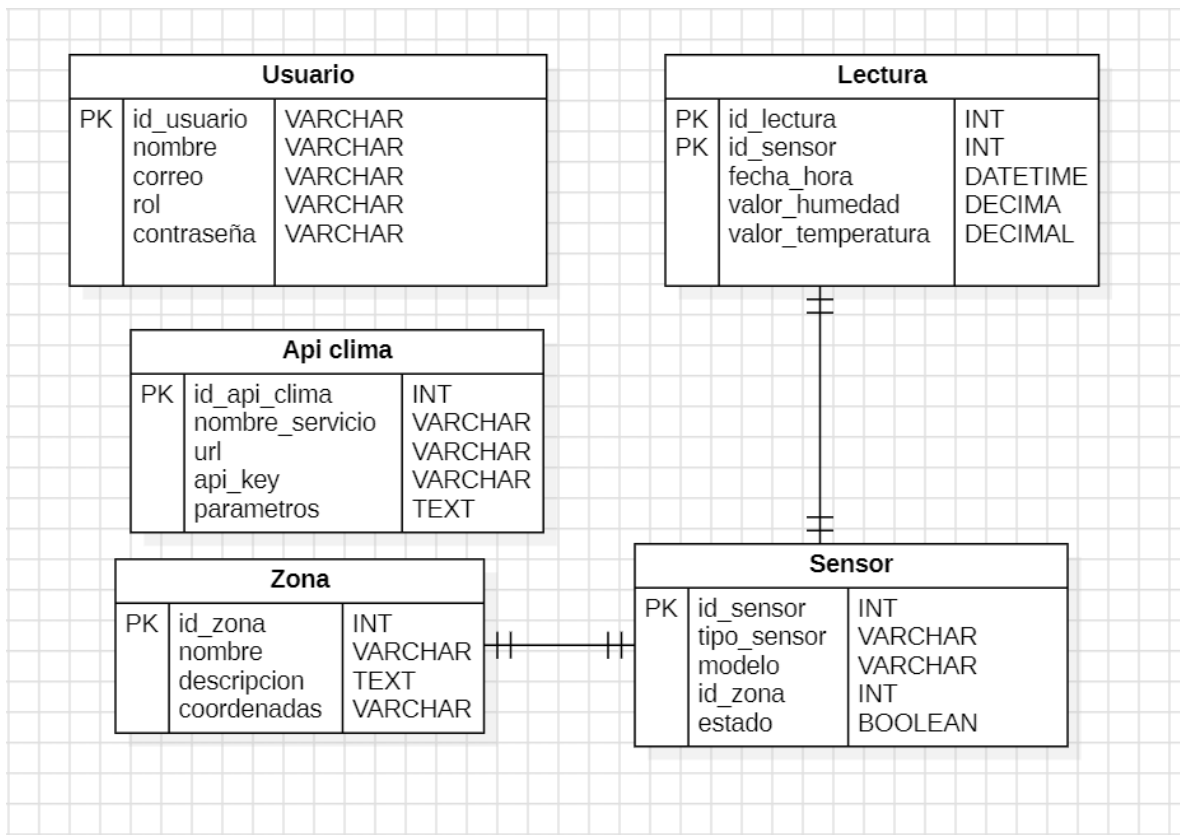 Usuario
PK id_usuario VARCHAR
nombre VARCHAR
correo VARCHAR
rol VARCHAR
contraseña VARCHAR
Lectura
PK id_lectura INT
PK id_sensor INT
fecha_hora DATETIME
valor_humedad DECIMA
valor_temperatura DECIMAL
Api clima
PK id_api_clima INT
nombre_servicio VARCHAR
url VARCHAR
api_key VARCHAR
parametros TEXT
Zona
PK id_zona INT
nombre VARCHAR
descripcion TEXT
coordenadas VARCHAR
Sensor
PK id_sensor INT
tipo_sensor VARCHAR
modelo VARCHAR
id_zona INT
estado BOOLEAN